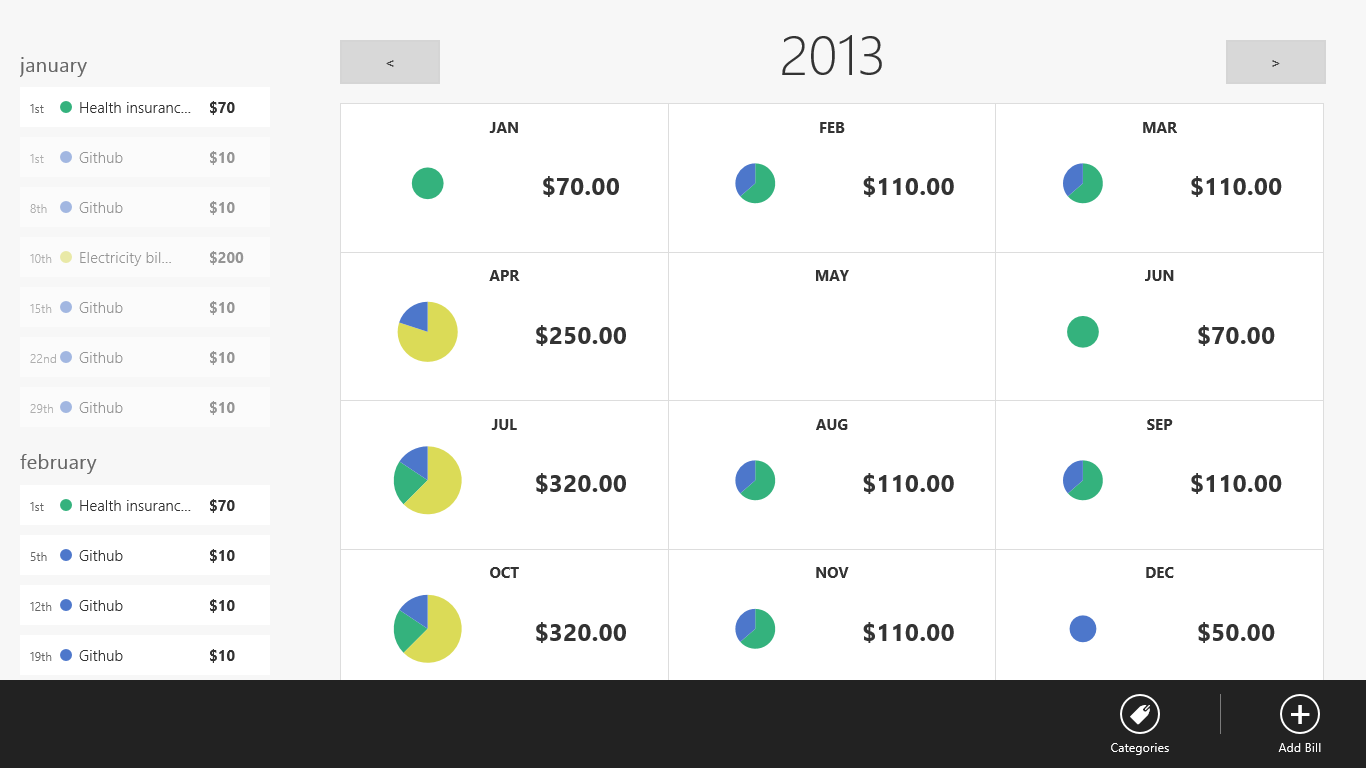 january
1st Health insuranc... $70
1st Github $10
8th Github $10
10th Electricity bil... $200
15th Github $10
22nd Github $10
29th Github $10
february
1st Health insuranc... $70
5th Github $10
12th Github $10
19th Github $10
< 2013 >
JAN FEB MAR
$70.00 $110.00 $110.00
APR MAY JUN
$250.00 $70.00
JUL AUG SEP
$320.00 $110.00 $110.00
OCT NOV DEC
$320.00 $110.00 $50.00
Categories Add Bill